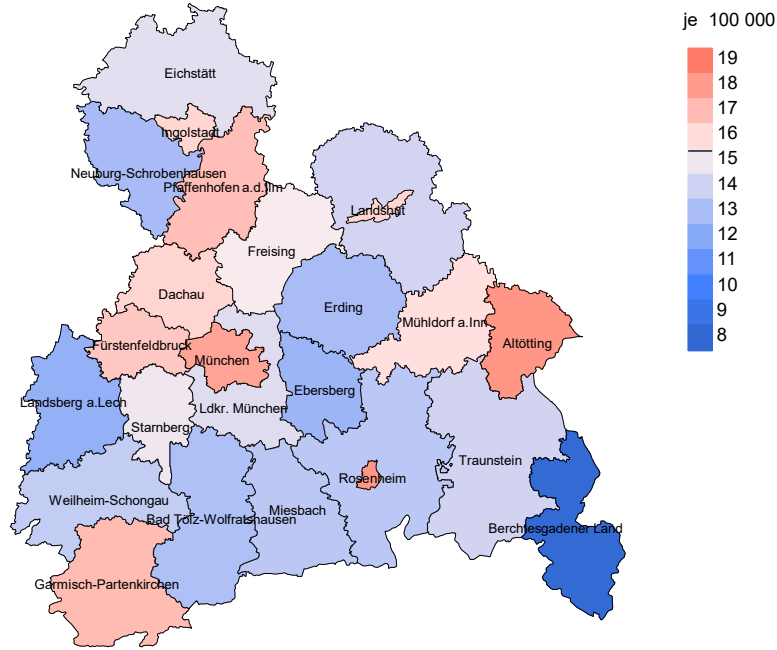 je 100 000
19
18
17
16
15
14
13
12
11
10
9
8
Eichstätt
Ingolstadt
Neuburg-Schrobenhausen
Pfaffenhofen a.d.Ilm
Landshut
Freising
Dachau
Erding
Mühldorf a.Inn
Altötting
Fürstenfeldbruck
München
Ebersberg
Landsberg a.Lech
Ldkr. München
Starnberg
Traunstein
Rosenheim
Weilheim-Schongau
Miesbach
Bad Tölz-Wolfratshausen
Berchtesgadener Land
Garmisch-Partenkirchen